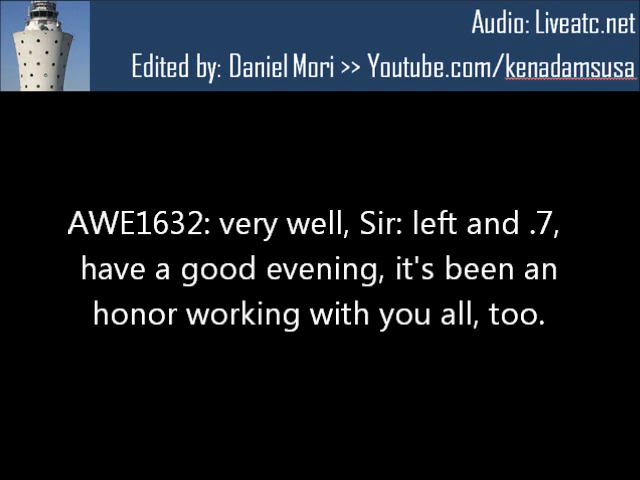 Audio: Liveatc.net
Edited by: Daniel Mori >> Youtube.com/kenadamsusa
AWE1632: very well, Sir: left and .7,
have a good evening, it's been an
honor working with you all, too.